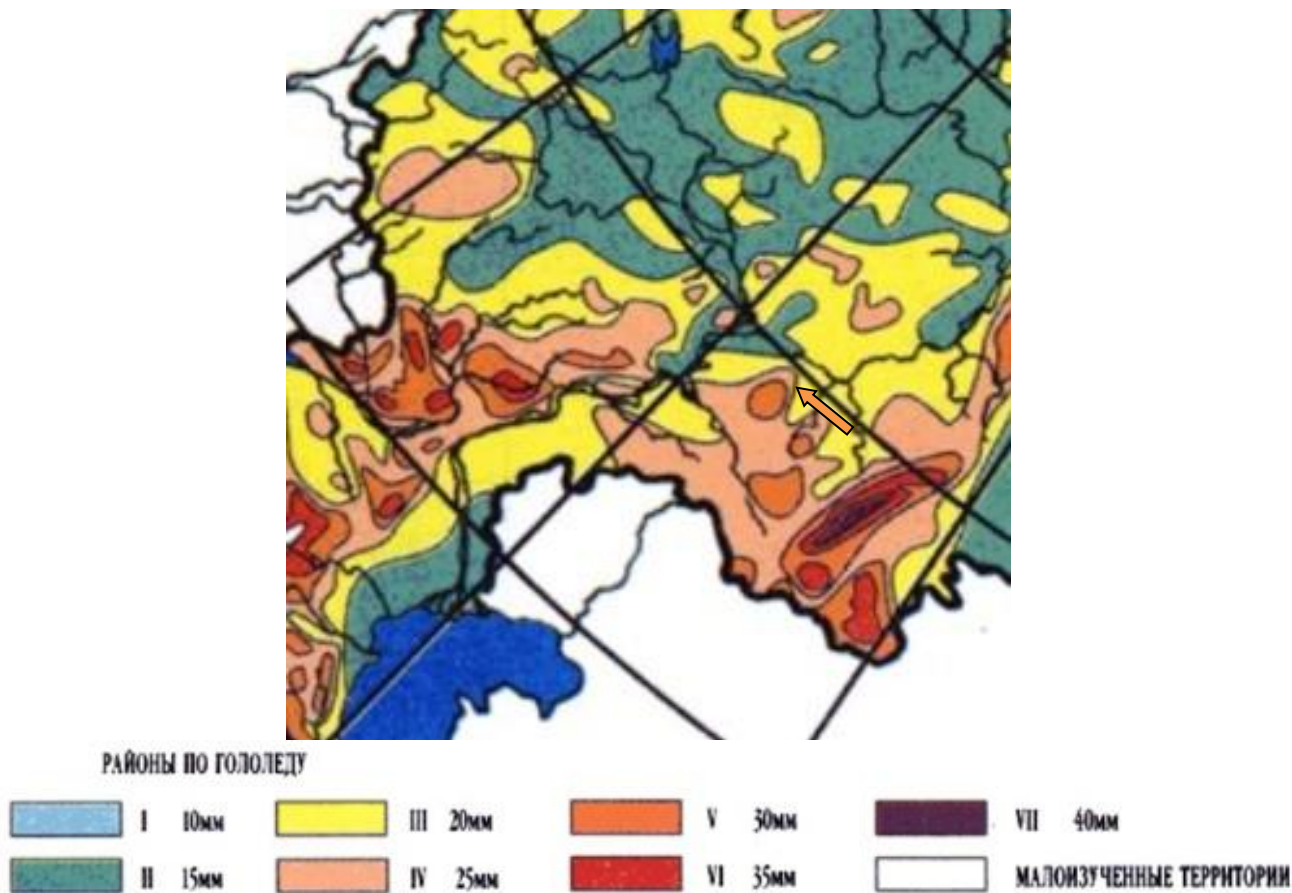 РАЙОНЫ ПО ГОЛОЛЕДУ
I 10мм III 20мм V 30мм VII 40мм
II 15мм IV 25мм VI 35мм МАЛОИЗУЧЕННЫЕ ТЕРРИТОРИИ